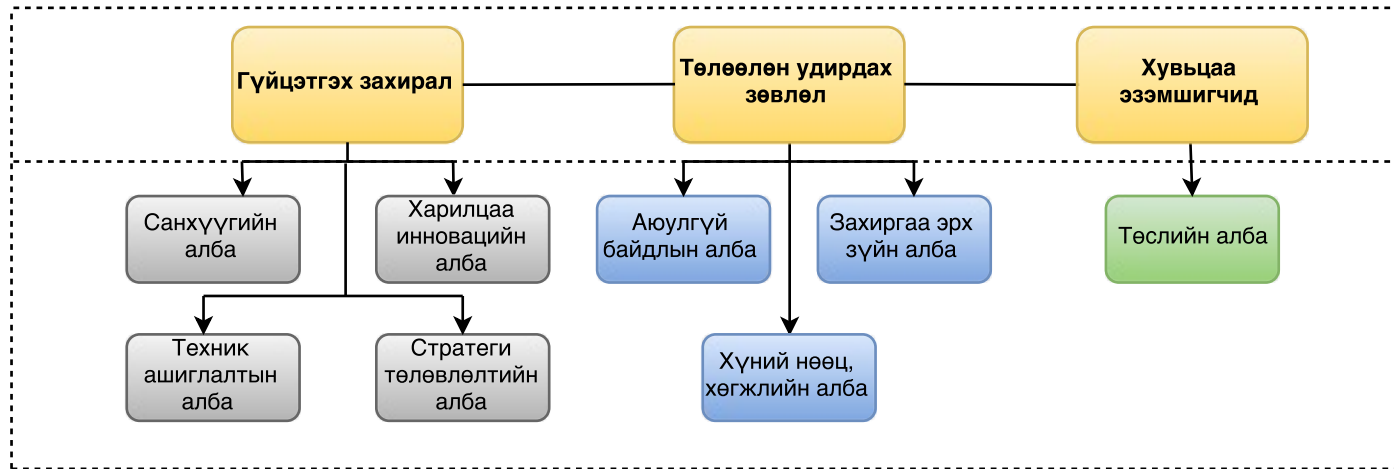 Гүйцэтгэх захирал
Төлөөлөн удирдах
зөвлөл
Хувьцаа
эзэмшигчид
Санхүүгийн
алба
Харилцаа
инновацийн
алба
Аюулгүй
байдлын алба
Захиргаа эрх
зүйн алба
Төслийн алба
Техник
ашиглалтын
алба
Стратеги
төлөвлөлтийн
алба
Хүний нөөц,
хөгжлийн алба